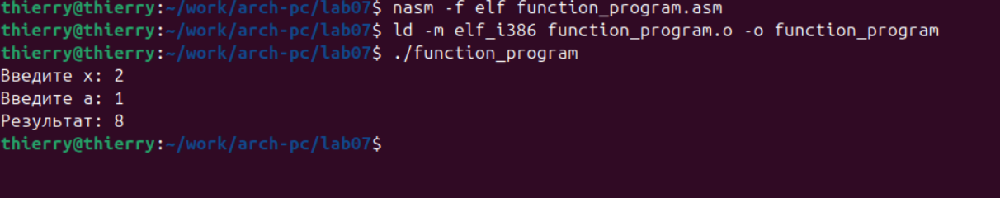 thierry@thierry:~/work/arch-pc/lab07$ nasm -f elf function_program.asm
thierry@thierry:~/work/arch-pc/lab07$ ld -m elf_i386 function_program.o -o function_program
thierry@thierry:~/work/arch-pc/lab07$ ./function_program
Введите x: 2
Введите a: 1
Результат: 8
thierry@thierry:~/work/arch-pc/lab07$